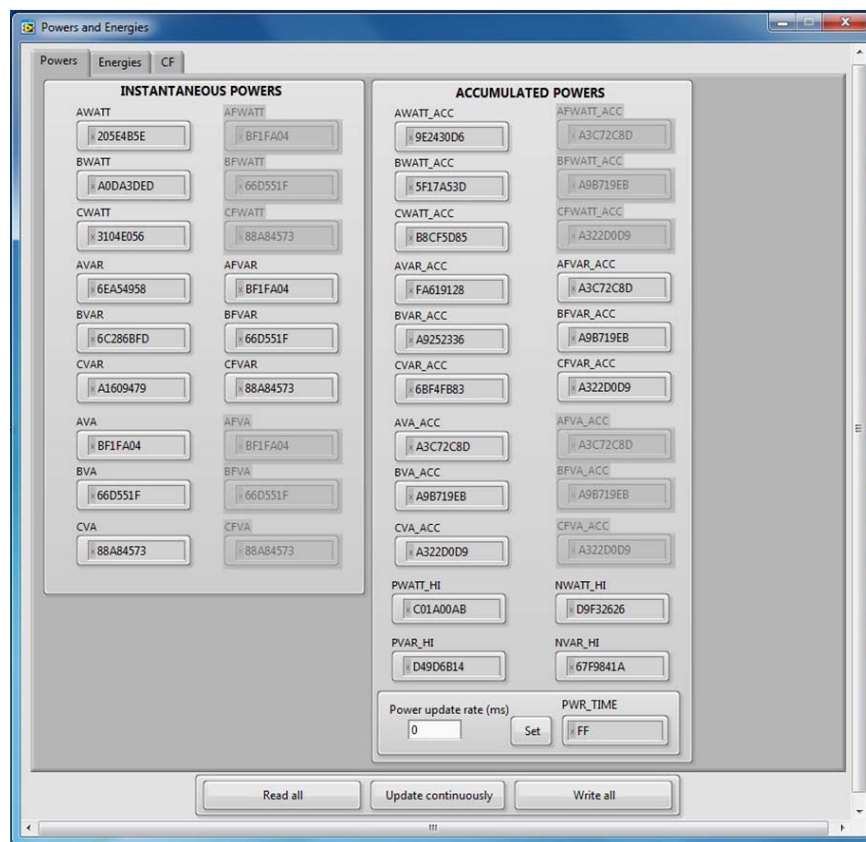 Powers and Energies
Powers Energies CF
INSTANTANEOUS POWERS
AWATT AFWATT
x 205E4B5E x BF1FA04
BWATT BFWATT
x A0DA3DED x 66D551F
CWATT CFWATT
x 3104E056 x 88A84573
AVAR AFVAR
x 6EA54958 x BF1FA04
BVAR BFVAR
x 6C286BFD x 66D551F
CVAR CFVAR
x A1609479 x 88A84573
AVA AFVA
x BF1FA04 x BF1FA04
BVA BFVA
x 66D551F x 66D551F
CVA CFVA
x 88A84573 x 88A84573
ACCUMULATED POWERS
AWATT_ACC AFWATT_ACC
x 9E2430D6 x A3C72C8D
BWATT_ACC BFWATT_ACC
x 5F17A53D x A9B719EB
CWATT_ACC CFWATT_ACC
x B8CF5D85 x A322D0D9
AVAR_ACC AFVAR_ACC
x FA619128 x A3C72C8D
BVAR_ACC BFVAR_ACC
x A9252336 x A9B719EB
CVAR_ACC CFVAR_ACC
x 6BF4FB83 x A322D0D9
AVA_ACC AFVA_ACC
x A3C72C8D x A3C72C8D
BVA_ACC BFVA_ACC
x A9B719EB x A9B719EB
CVA_ACC CFVA_ACC
x A322D0D9 x A322D0D9
PWATT_HI NWATT_HI
x C01A00AB x D9F32626
PVAR_HI NVAR_HI
x D49D6B14 x 67F9841A
Power update rate (ms) PWR_TIME
0 Set x FF
Read all Update continuously Write all